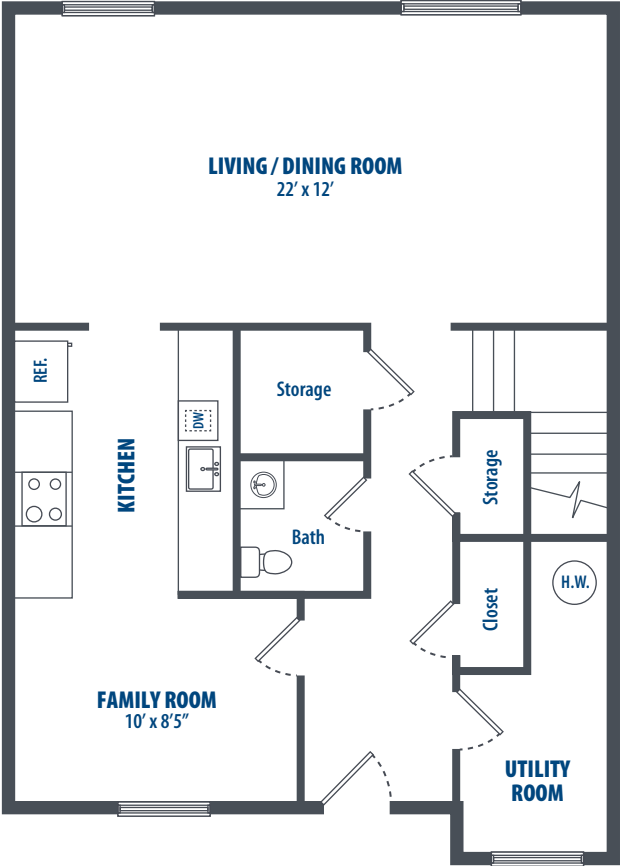 LIVING / DINING ROOM
22’ x 12’
REF.
Storage
DW
KITCHEN
Storage
Bath
H.W.
Closet
FAMILY ROOM
10’ x 8’5”
UTILITY
ROOM